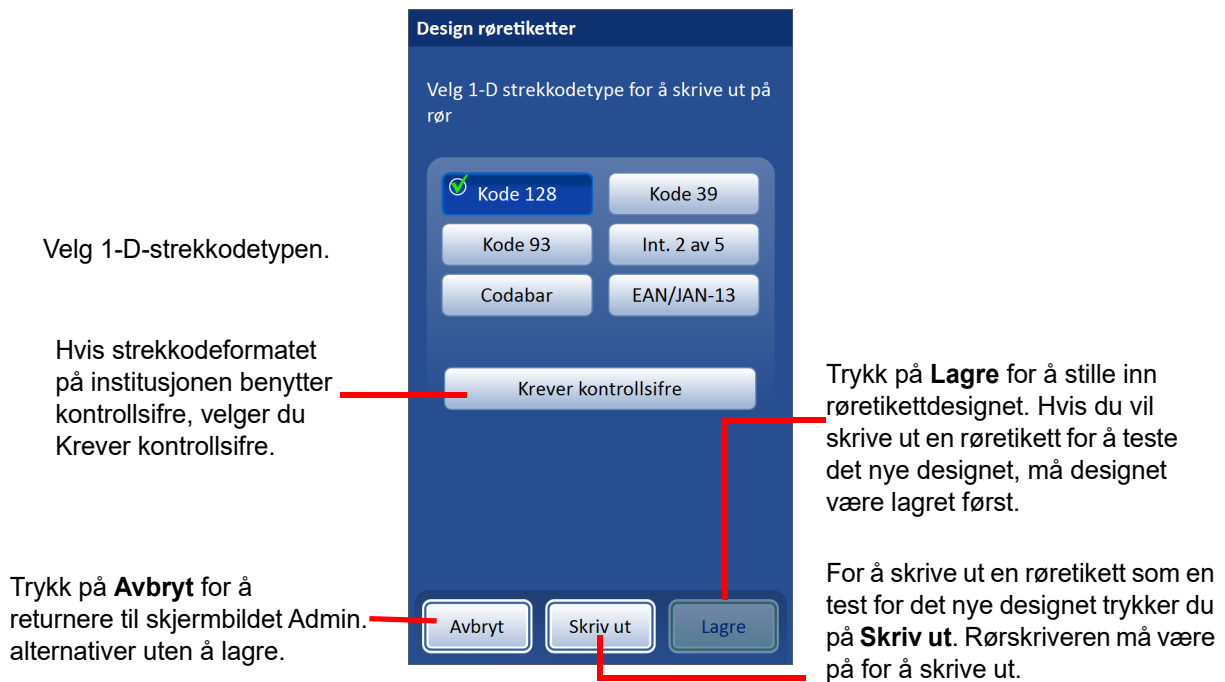 Design røretiketter
Velg 1-D strekkodetype for å skrive ut på
rør
Kode 128
Kode 39
Kode 93
Int. 2 av 5
Codabar
EAN/JAN-13
Krever kontrollsifre
Avbryt
Skriv ut
Lagre
Velg 1-D-strekkodetypen.
Hvis strekkodeformatet
på institusjonen benytter
kontrollsifre, velger du
Krever kontrollsifre.
Trykk på Avbryt for å
returnere til skjermbildet Admin.
alternativer uten å lagre.
Trykk på Lagre for å stille inn
røretikettdesignet. Hvis du vil
skrive ut en røretikett for å teste
det nye designet, må designet
være lagret først.
For å skrive ut en røretikett som en
test for det nye designet trykker du
på Skriv ut. Rørskriveren må være
på for å skrive ut.